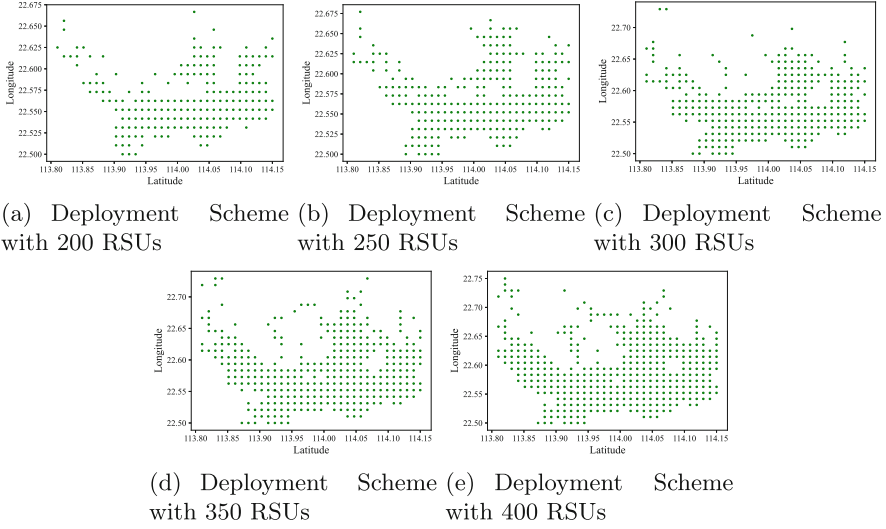 22.675
22.650
22.625
22.600
22.575
22.550
22.525
22.500
Longitude
113.80 113.85 113.90 113.95 114.00 114.05 114.10 114.15
Latitude
(a) Deployment Scheme
with 200 RSUs
22.675
22.650
22.625
22.600
22.575
22.550
22.525
22.500
Longitude
113.80 113.85 113.90 113.95 114.00 114.05 114.10 114.15
Latitude
(b) Deployment Scheme
with 250 RSUs
22.70
22.65
22.60
22.55
22.50
Longitude
113.80 113.85 113.90 113.95 114.00 114.05 114.10 114.15
Latitude
(c) Deployment Scheme
with 300 RSUs
22.70
22.65
22.60
22.55
22.50
Longitude
113.80 113.85 113.90 113.95 114.00 114.05 114.10 114.15
Latitude
(d) Deployment Scheme
with 350 RSUs
22.75
22.70
22.65
22.60
22.55
22.50
Longitude
113.80 113.85 113.90 113.95 114.00 114.05 114.10 114.15
Latitude
(e) Deployment Scheme
with 400 RSUs